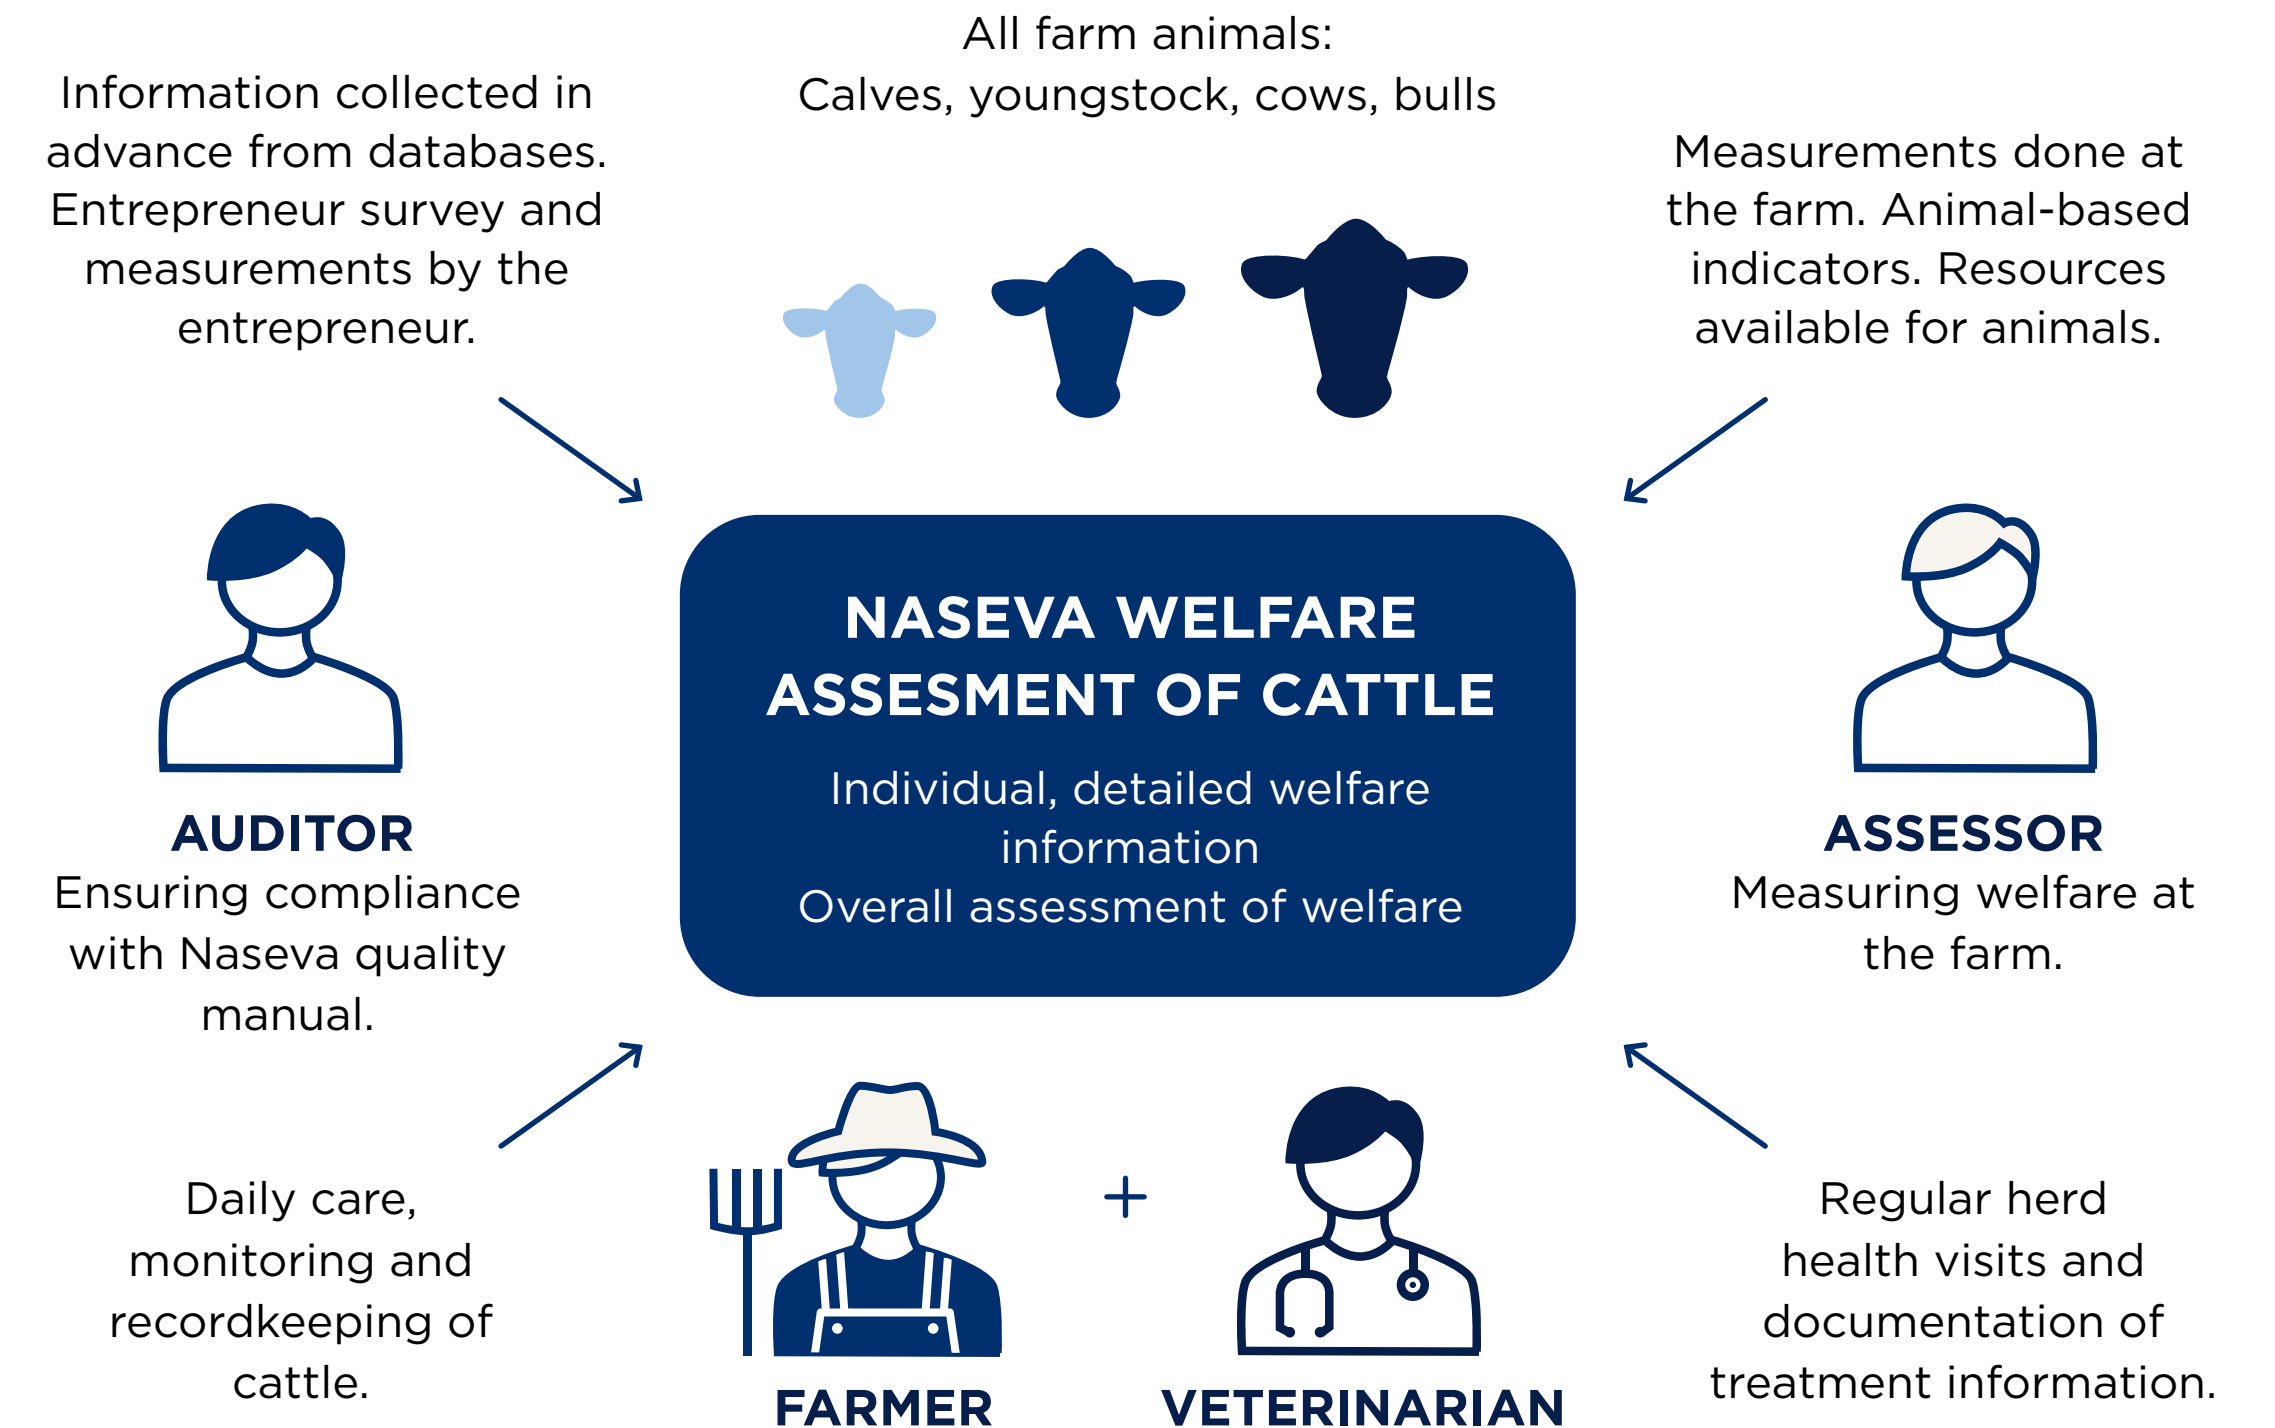 All farm animals:
Calves, youngstock, cows, bulls
Information collected in
advance from databases.
Entrepreneur survey and
measurements by the
entrepreneur.
Measurements done at
the farm. Animal-based
indicators. Resources
available for animals.
NASEVA WELFARE
ASSESMENT OF CATTLE
Individual, detailed welfare
information
Overall assessment of welfare
AUDITOR
Ensuring compliance
with Naseva quality
manual.
ASSESSOR
Measuring welfare at
the farm.
Daily care,
monitoring and
recordkeeping of
cattle.
+
FARMER
VETERINARIAN
Regular herd
health visits and
documentation of
treatment information.